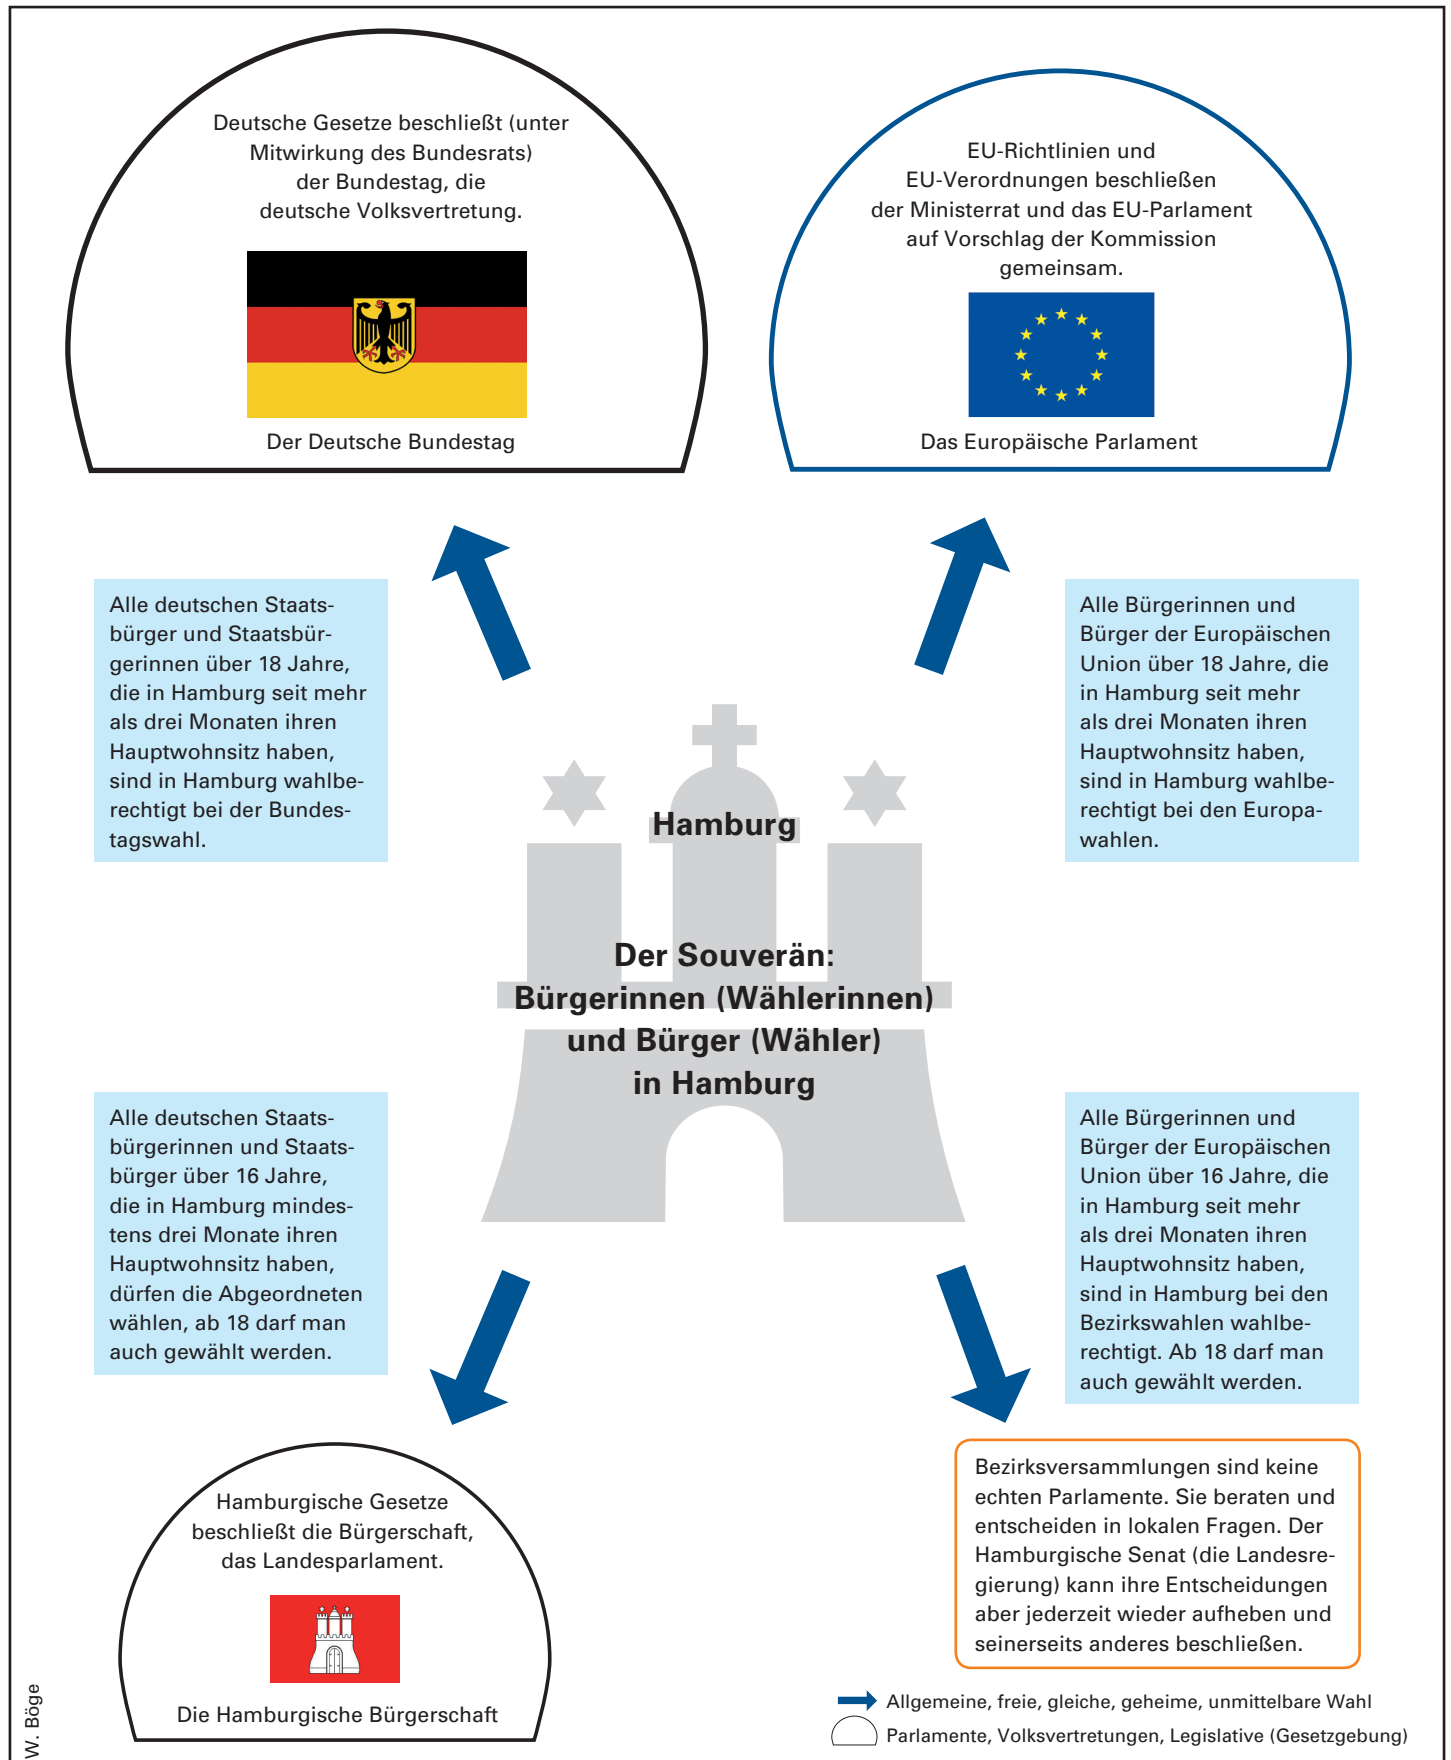 Deutsche Gesetze beschließt (unter
Mitwirkung des Bundesrats)
der Bundestag, die
deutsche Volksvertretung.
Der Deutsche Bundestag
EU-Richtlinien und
EU-Verordnungen beschließen
der Ministerrat und das EU-Parlament
auf Vorschlag der Kommission
gemeinsam.
Das Europäische Parlament
Alle deutschen Staats-
bürger und Staatsbür-
gerinnen über 18 Jahre,
die in Hamburg seit mehr
als drei Monaten ihren
Hauptwohnsitz haben,
sind in Hamburg wahlbe-
rechtigt bei der Bundes-
tagswahl.
Alle Bürgerinnen und
Bürger der Europäischen
Union über 18 Jahre, die
in Hamburg seit mehr
als drei Monaten ihren
Hauptwohnsitz haben,
sind in Hamburg wahlbe-
rechtigt bei den Europa-
wahlen.
Hamburg
Der Souverän:
Bürgerinnen (Wählerinnen)
und Bürger (Wähler)
in Hamburg
Alle deutschen Staats-
bürgerinnen und Staats-
bürger über 16 Jahre,
die in Hamburg mindes-
tens drei Monate ihren
Hauptwohnsitz haben,
dürfen die Abgeordneten
wählen, ab 18 darf man
auch gewählt werden.
Alle Bürgerinnen und
Bürger der Europäischen
Union über 16 Jahre, die
in Hamburg seit mehr
als drei Monaten ihren
Hauptwohnsitz haben,
sind in Hamburg bei den
Bezirkswahlen wahlbe-
rechtigt. Ab 18 darf man
auch gewählt werden.
Hamburgische Gesetze
beschließt die Bürgerschaft,
das Landesparlament.
Die Hamburgische Bürgerschaft
Bezirksversammlungen sind keine
echten Parlamente. Sie beraten und
entscheiden in lokalen Fragen. Der
Hamburgische Senat (die Landesre-
gierung) kann ihre Entscheidungen
aber jederzeit wieder aufheben und
seinerseits anderes beschließen.
Allgemeine, freie, gleiche, geheime, unmittelbare Wahl
Parlamente, Volksvertretungen, Legislative (Gesetzgebung)
W. Böge